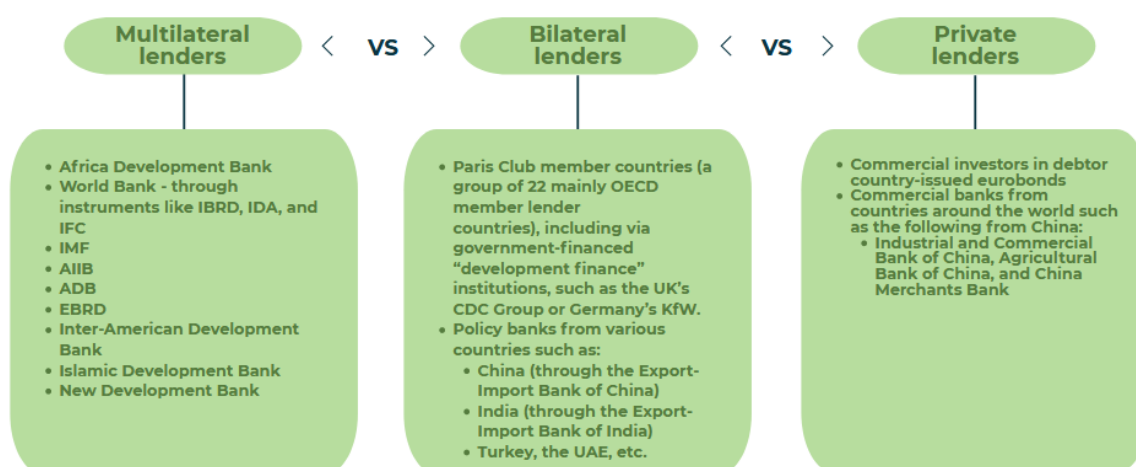 Multilateral
lenders
< VS >
Bilateral
lenders
< VS >
Private
lenders
• Africa Development Bank
• World Bank - through
instruments like IBRD, IDA, and
IFC
• IMF
• AIIB
• ADB
• EBRD
• Inter-American Development
Bank
• Islamic Development Bank
• New Development Bank
• Paris Club member countries (a
group of 22 mainly OECD
member lender
countries), including via
government-financed
“development finance”
institutions, such as the UK’s
CDC Group or Germany’s KfW.
• Policy banks from various
countries such as:
• China (through the Export-
Import Bank of China)
• India (through the Export-
Import Bank of India)
• Turkey, the UAE, etc.
• Commercial investors in debtor
country-issued eurobonds
• Commercial banks from
countries around the world such
as the following from China:
• Industrial and Commercial
Bank of China, Agricultural
Bank of China, and China
Merchants Bank